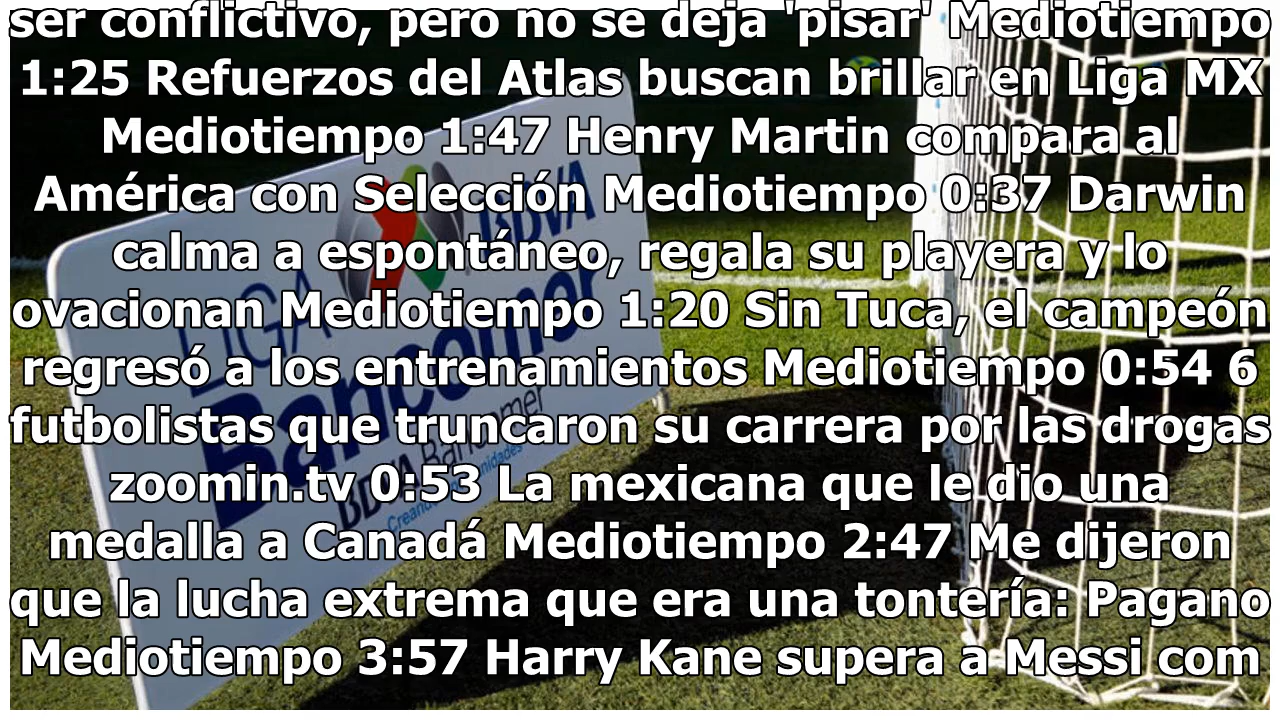 ser conflictivo, pero no se deja 'pisar' Mediotiempo
1:25 Refuerzos del Atlas buscan brillar en Liga MX
Mediotiempo 1:47 Henry Martin compara al
América con Selección Mediotiempo 0:37 Darwin
calma a espontáneo, regala su playera y lo
ovacionan Mediotiempo 1:20 Sin Tuca, el campeón
regresó a los entrenamientos Mediotiempo 0:54 6
futbolistas que truncaron su carrera por las drogas
zoomin.tv 0:53 La mexicana que le dio una
medalla a Canadá Mediotiempo 2:47 Me dijeron
que la lucha extrema que era una tontería: Pagano
Mediotiempo 3:57 Harry Kane supera a Messi com
LIGA BBVA
Bancomer
BBVA Bancomer